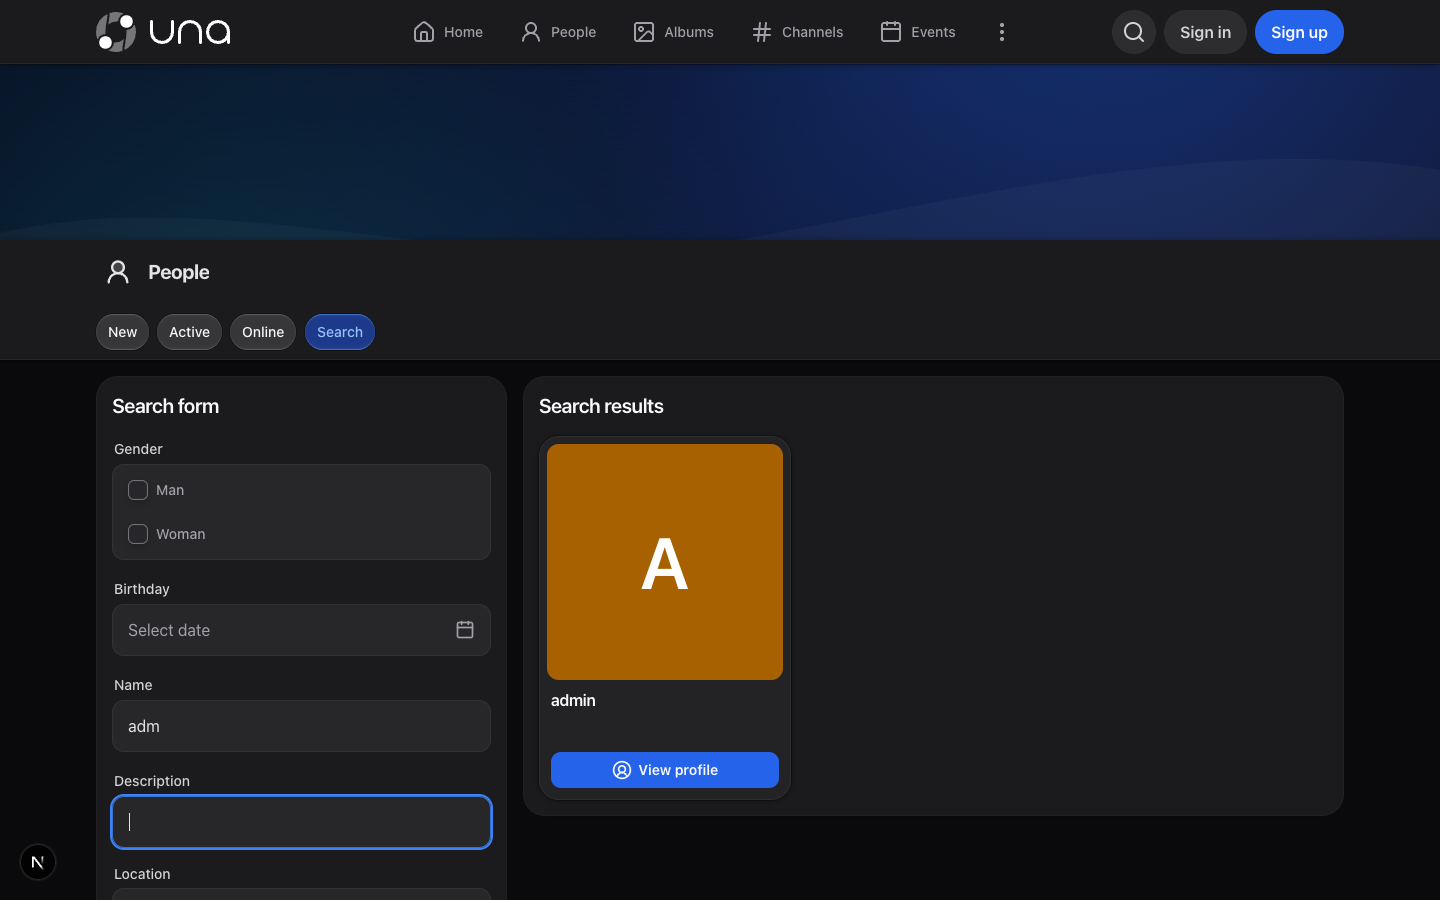 una
Home
People
Albums
Channels
Events
Sign in
Sign up
People
New
Active
Online
Search
Search form
Gender
Man
Woman
Birthday
Select date
Name
adm
Description
Location
Search results
A
admin
View profile
N